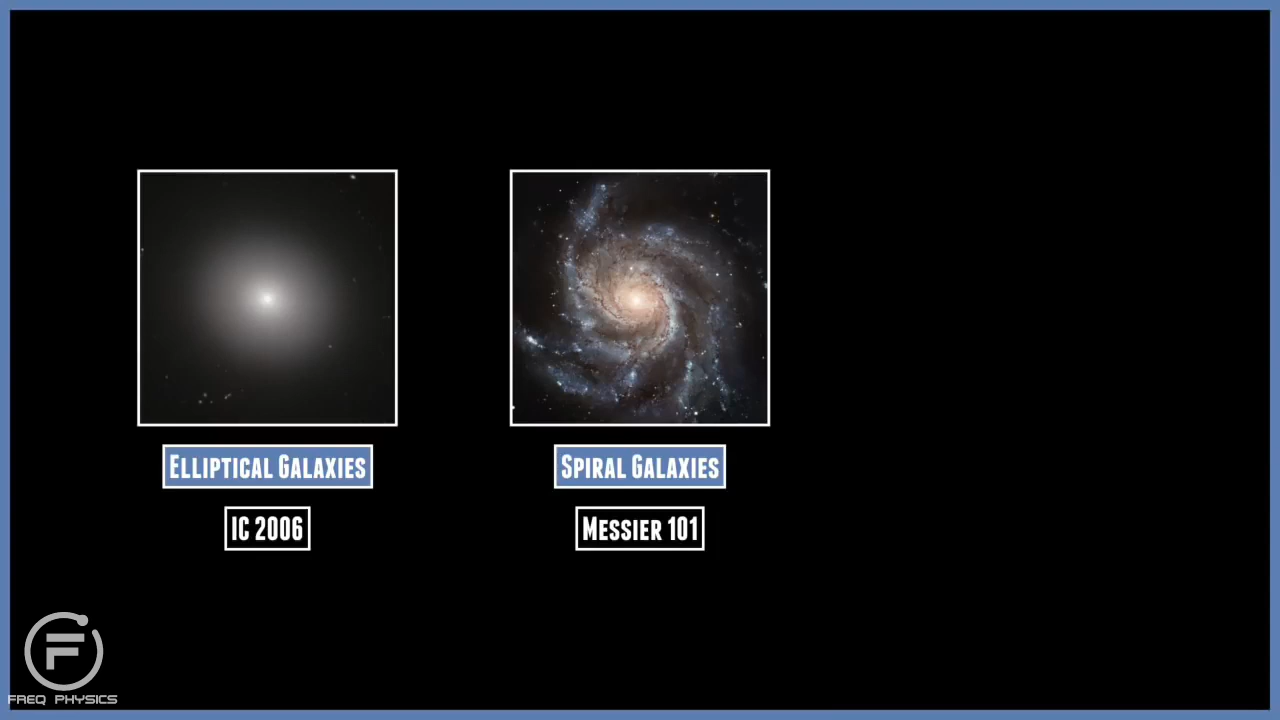 Elliptical Galaxies
Spiral Galaxies
IC 2006
Messier 101
FREQ PHYSICS